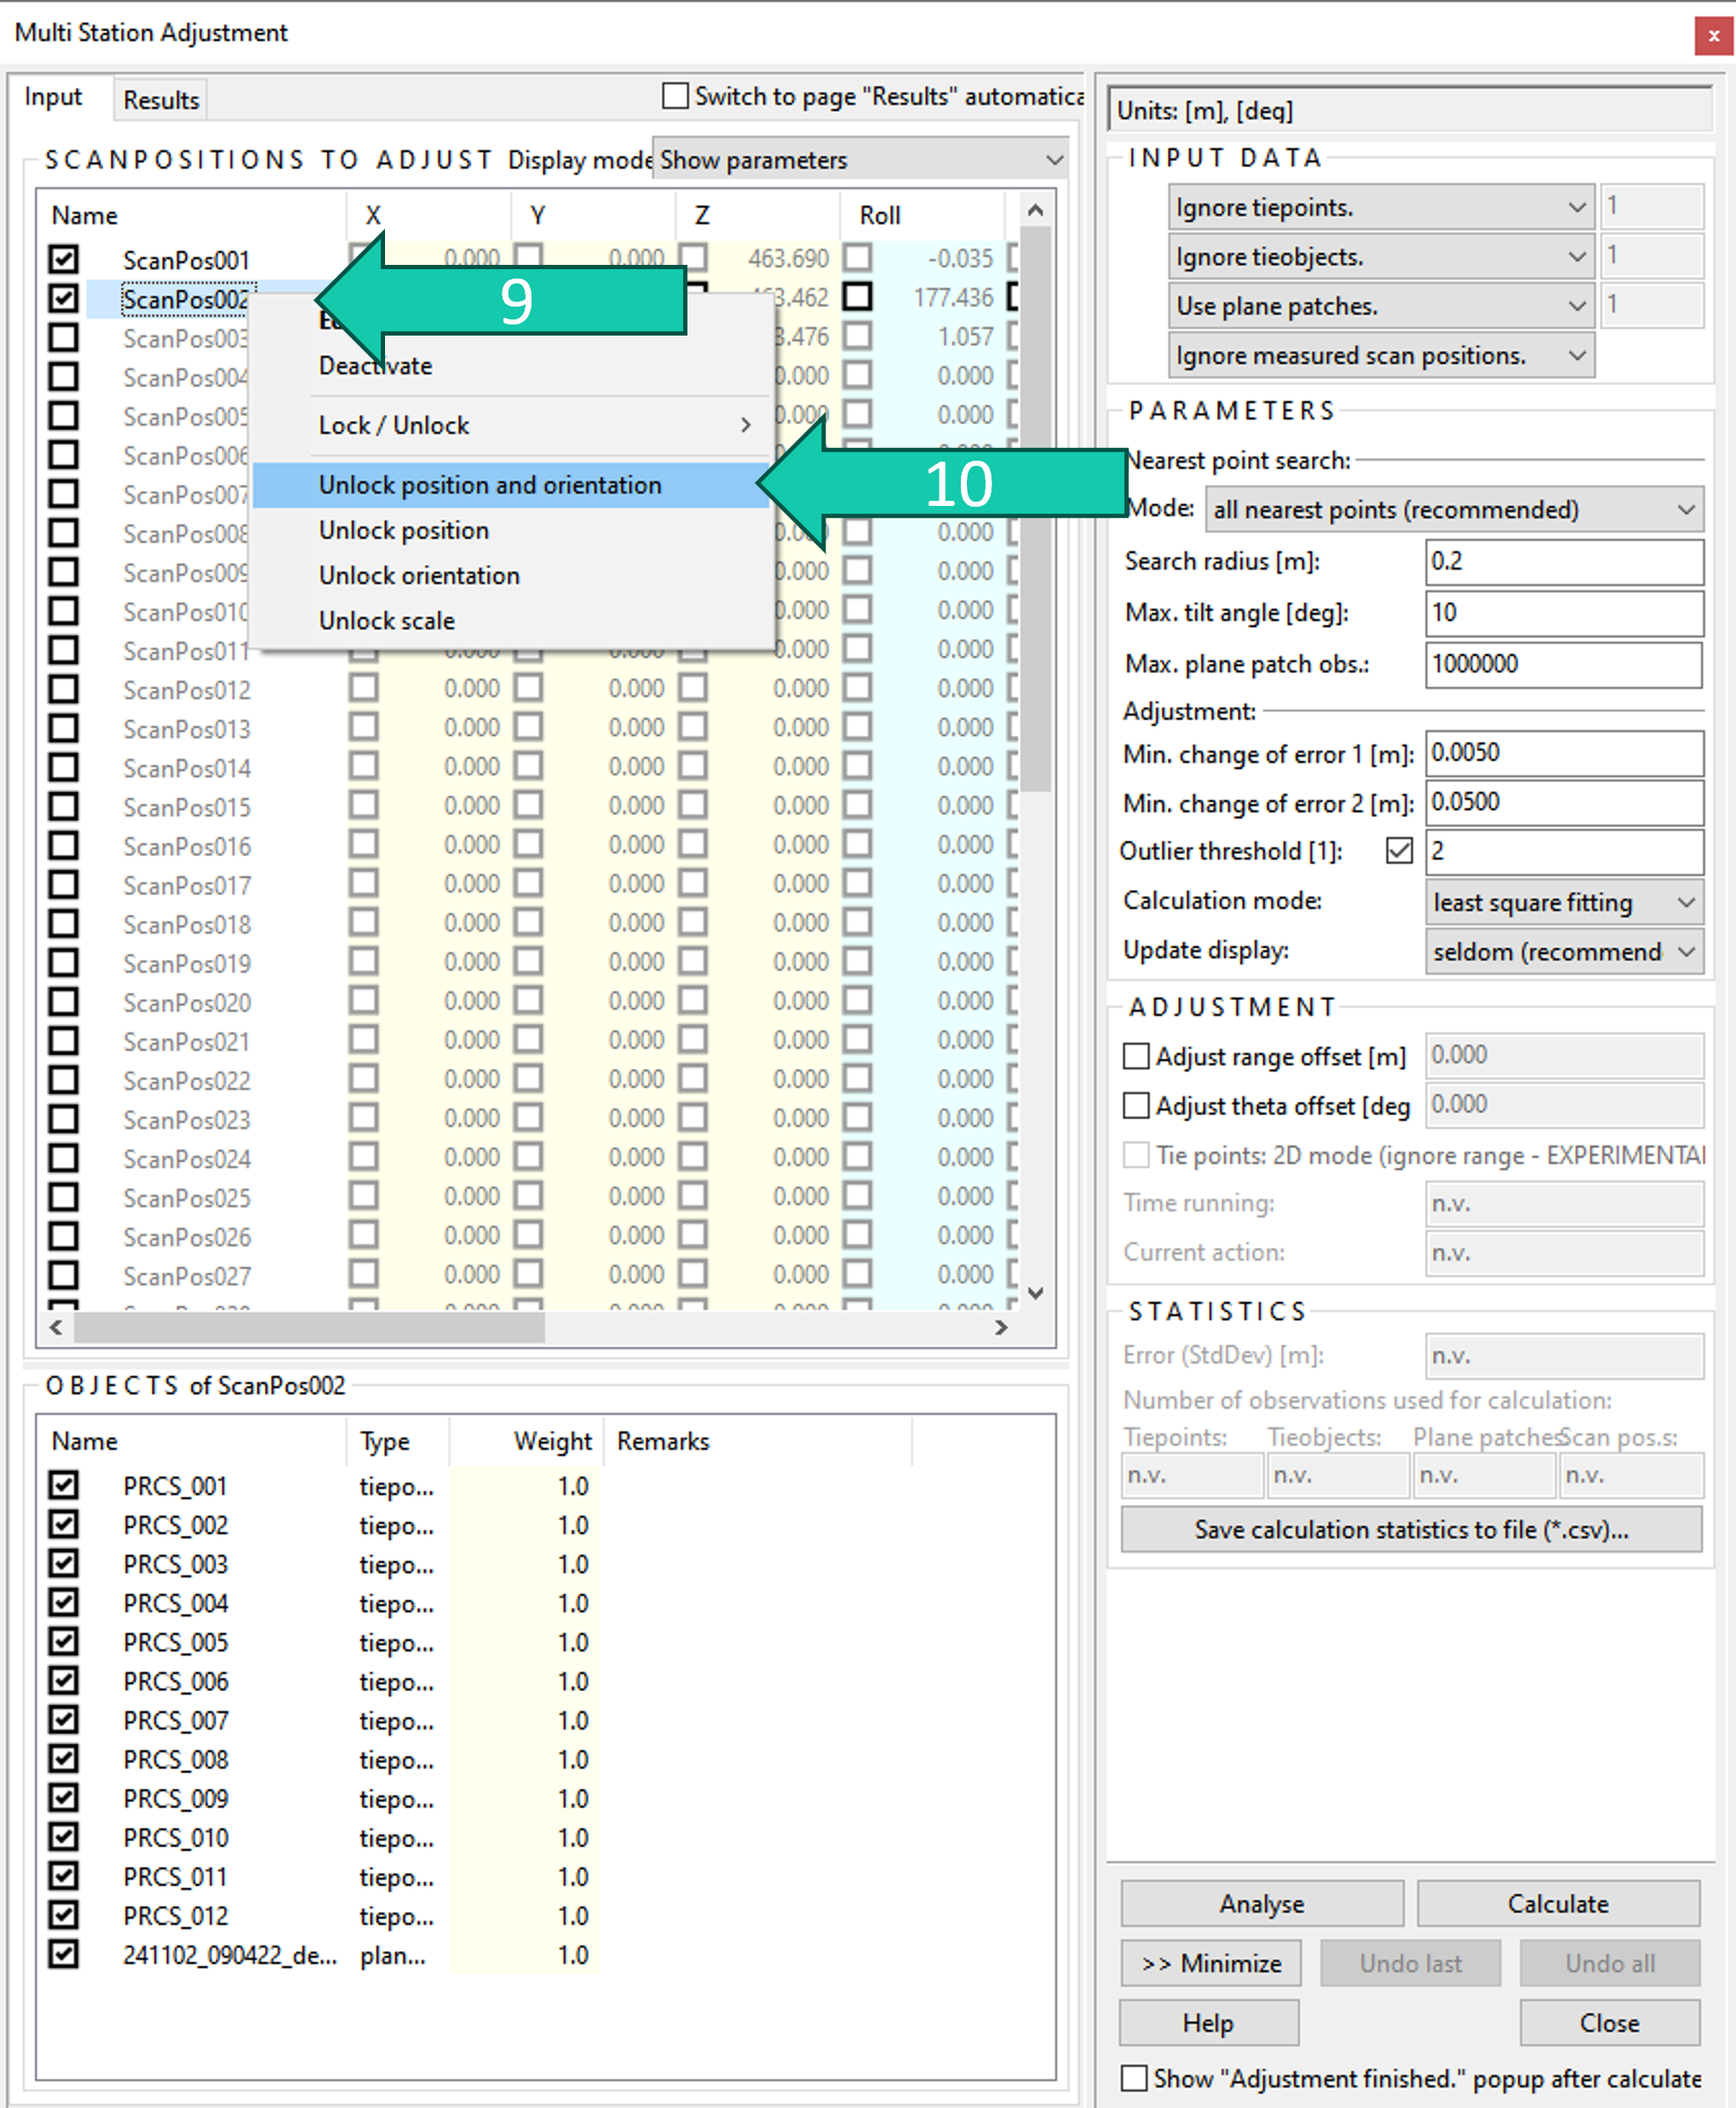 Multi Station Adjustment
x
Input
Results
Switch to page "Results" automatica
SCANPOSITIONS TO ADJUST Display mode Show parameters
Name X Y Z Roll
ScanPos001 0.000 0.000 463.690 -0.035
ScanPos002 3.462 177.436
9
ScanPos003 3.476 1.057
Deactivate
ScanPos004 0.000 0.000
ScanPos005 0.000 0.000
Lock / Unlock
ScanPos006
ScanPos007
Unlock position and orientation
10
ScanPos008 0.000
Unlock position
ScanPos009 0.000 0.000
Unlock orientation
ScanPos010 0.000 0.000
Unlock scale
ScanPos011 0.000 0.000 0.000 0.000
ScanPos012 0.000 0.000 0.000 0.000
ScanPos013 0.000 0.000 0.000 0.000
ScanPos014 0.000 0.000 0.000 0.000
ScanPos015 0.000 0.000 0.000 0.000
ScanPos016 0.000 0.000 0.000 0.000
ScanPos017 0.000 0.000 0.000 0.000
ScanPos018 0.000 0.000 0.000 0.000
ScanPos019 0.000 0.000 0.000 0.000
ScanPos020 0.000 0.000 0.000 0.000
ScanPos021 0.000 0.000 0.000 0.000
ScanPos022 0.000 0.000 0.000 0.000
ScanPos023 0.000 0.000 0.000 0.000
ScanPos024 0.000 0.000 0.000 0.000
ScanPos025 0.000 0.000 0.000 0.000
ScanPos026 0.000 0.000 0.000 0.000
ScanPos027 0.000 0.000 0.000 0.000
OBJECTS of ScanPos002
Name Type Weight Remarks
PRCS_001 tiepo... 1.0
PRCS_002 tiepo... 1.0
PRCS_003 tiepo... 1.0
PRCS_004 tiepo... 1.0
PRCS_005 tiepo... 1.0
PRCS_006 tiepo... 1.0
PRCS_007 tiepo... 1.0
PRCS_008 tiepo... 1.0
PRCS_009 tiepo... 1.0
PRCS_010 tiepo... 1.0
PRCS_011 tiepo... 1.0
PRCS_012 tiepo... 1.0
241102_090422_de... plan... 1.0
Units: [m], [deg]
INPUT DATA
Ignore tiepoints. 1
Ignore tieobjects. 1
Use plane patches. 1
Ignore measured scan positions.
PARAMETERS
Nearest point search:
Mode: all nearest points (recommended)
Search radius [m]: 0.2
Max. tilt angle [deg]: 10
Max. plane patch obs.: 1000000
Adjustment:
Min. change of error 1 [m]: 0.0050
Min. change of error 2 [m]: 0.0500
Outlier threshold [1]: 2
Calculation mode: least square fitting
Update display: seldom (recommend
ADJUSTMENT
Adjust range offset [m] 0.000
Adjust theta offset [deg 0.000
Tie points: 2D mode (ignore range - EXPERIMENTAL
Time running: n.v.
Current action: n.v.
STATISTICS
Error (StdDev) [m]: n.v.
Number of observations used for calculation:
Tiepoints: Tieobjects: Plane patches Scan pos.s:
n.v. n.v. n.v. n.v.
Save calculation statistics to file (*.csv)...
Analyse Calculate
>> Minimize Undo last Undo all
Help Close
Show "Adjustment finished." popup after calculate